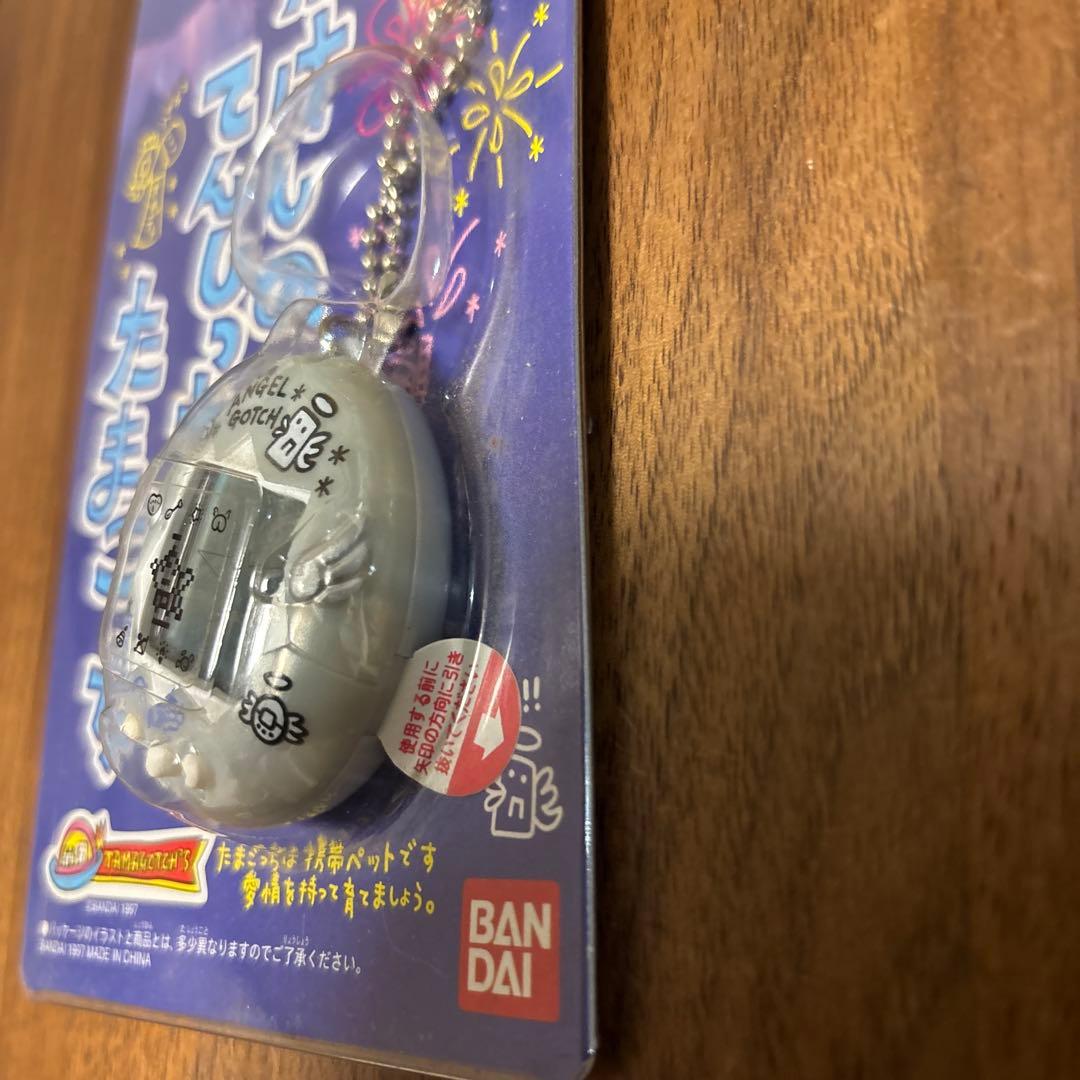 たまごっち
ANGEL
GOTCH
使用する前に
矢印の方向に引き
抜いてください
!!
TAMAGOTCH'S
©BANDAI 1997
たまごっちは携帯ペットです
愛情を持って育てましょう。
●パッケージのイラストと商品とは、多少異なりますのでご了承ください。
BANDAI 1997 MADE IN CHINA
BAN
DAI